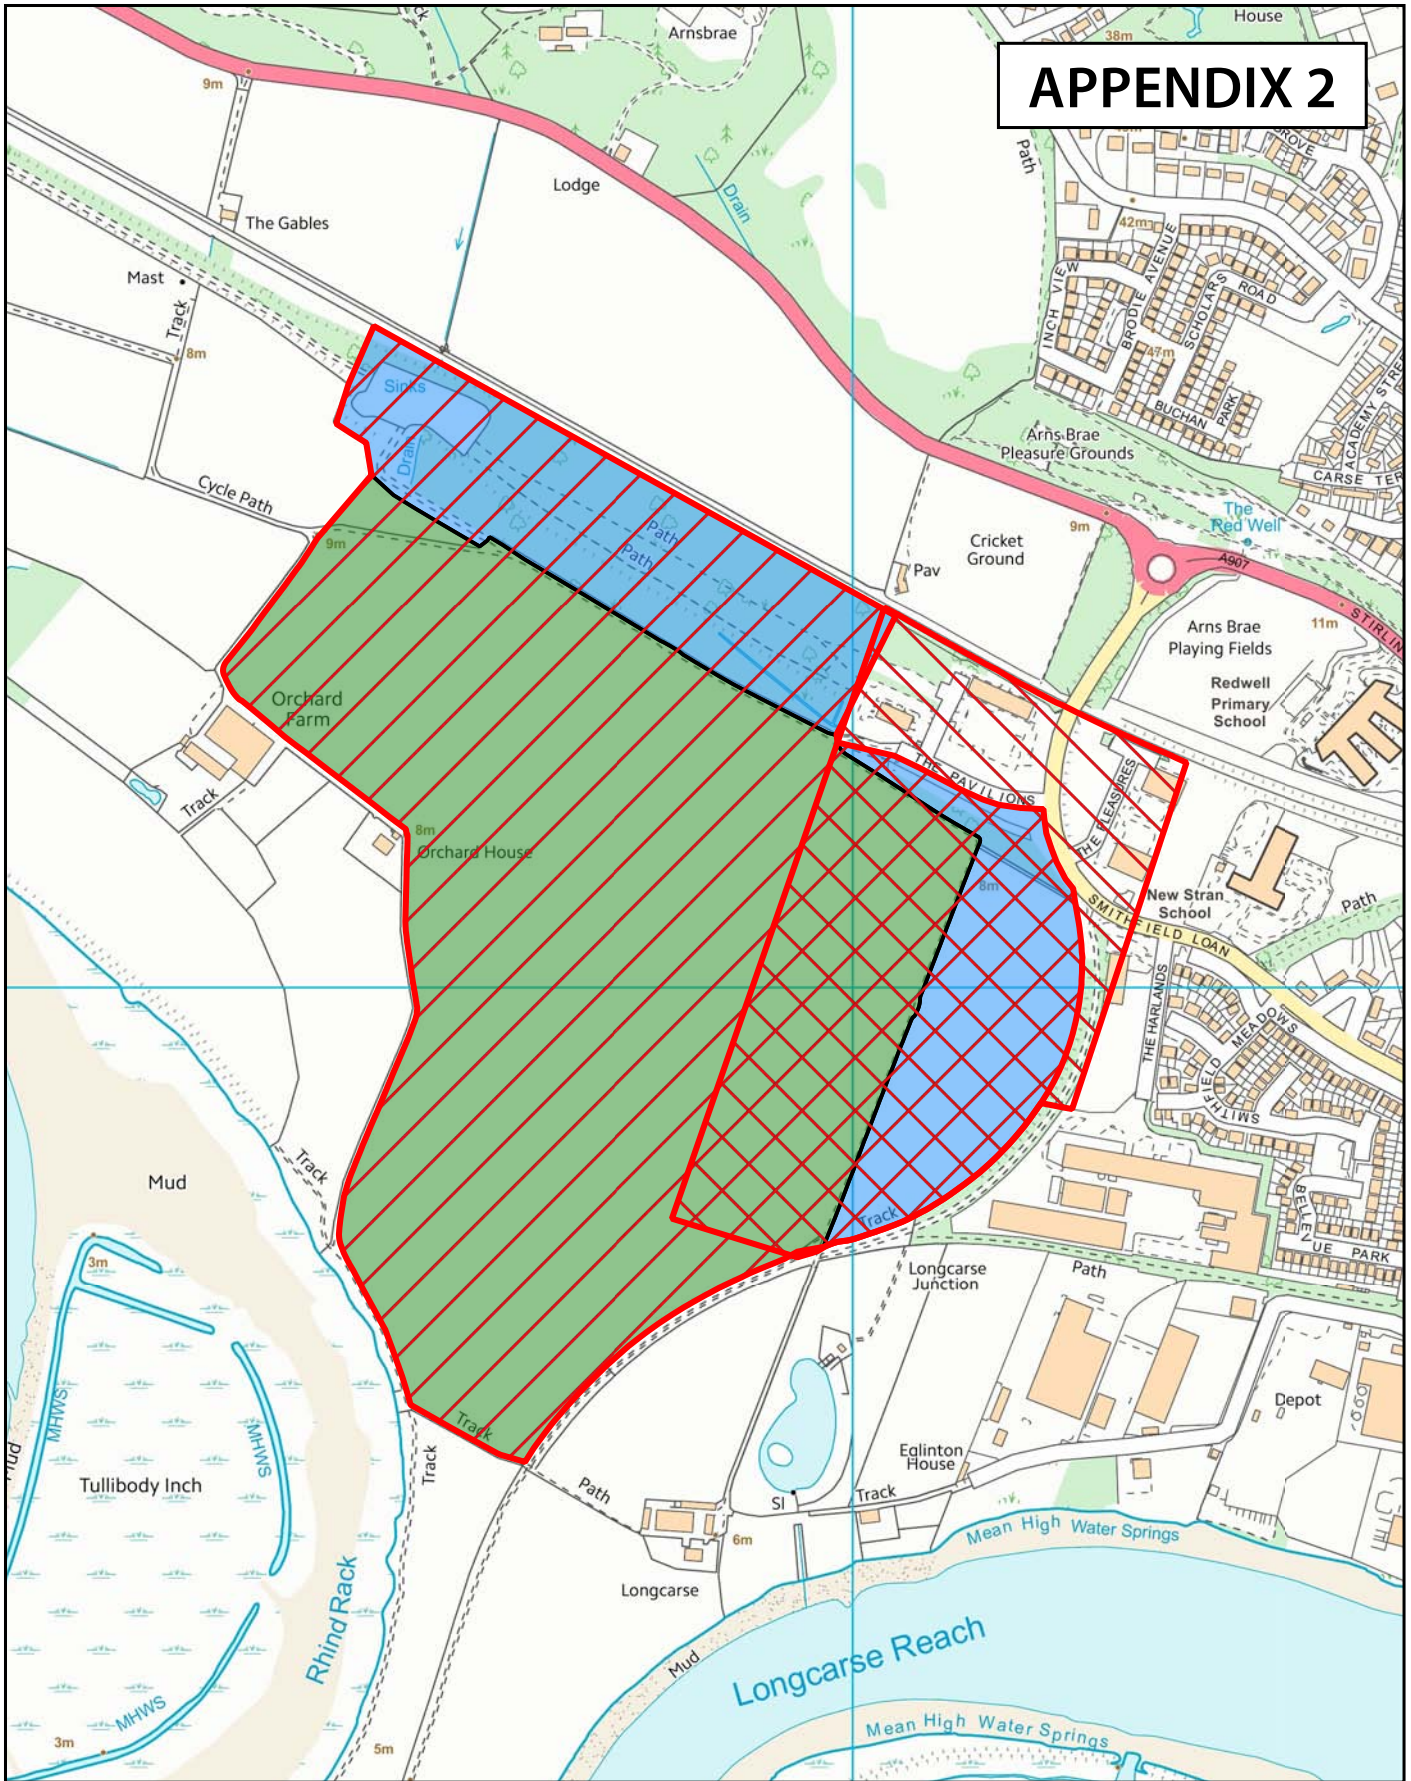 House
Arnsbrae
38m
APPENDIX 2
9m
Path
GROVE
Lodge
Drain
42m
The Gables
INCH VIEW
BRODIE AVENUE
SCHOLARS ROAD
Mast
Track
8m
47m
Sinks
BUCHAN PARK
ACADEMY STREE
Arns Brae
Pleasure Grounds
CARSE TER
Drain
Cycle Path
The
Red Well
9m
9m
Path
Path
Cricket
Ground
Pav
A907
STIRLIN
11m
Arns Brae
Playing Fields
Redwell
Primary
School
Orchard
Farm
THE PAVILIONS
THE PLEASURES
Track
8m
Orchard House
8m
New Stran
School
Path
SMITHFIELD LOAN
THE HARLANDS
SMITHFIELD MEADOWS
Track
Mud
BELLEVUE PARK
Track
3m
Longcarse
Junction
Path
MHWS
MHWS
Mud
Depot
Track
Track
Eglinton
House
Tullibody Inch
Path
SI
Track
Mean High Water Springs
6m
Rhind Rack
Longcarse
Longcarse Reach
Mud
MHWS
3m
5m
Mean High Water Springs